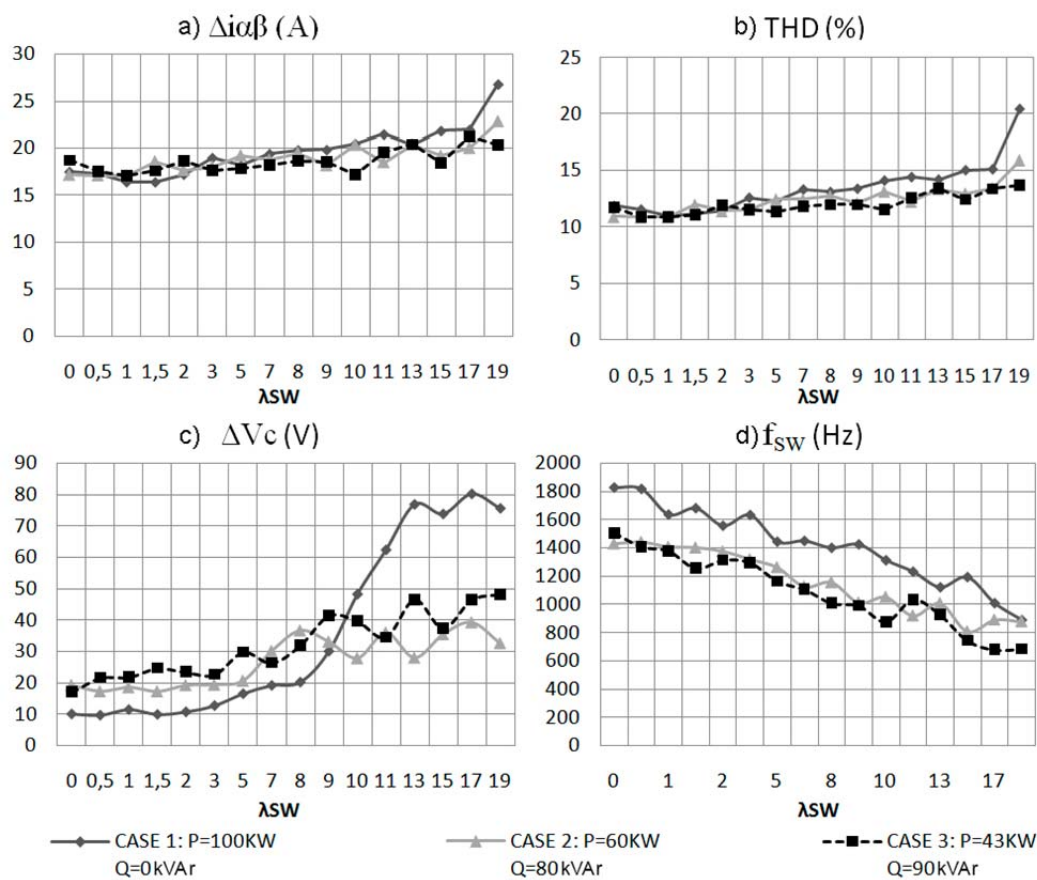 a) Δiαβ (A)
30
25
20
15
10
5
0
0 0,5 1 1,5 2 3 5 7 8 9 10 11 13 15 17 19
λSW
b) THD (%)
25
20
15
10
5
0
0 0,5 1 1,5 2 3 5 7 8 9 10 11 13 15 17 19
λSW
c) ΔVc (V)
90
80
70
60
50
40
30
20
10
0
0 0,5 1 1,5 2 3 5 7 8 9 10 11 13 15 17 19
λSW
d) fSW (Hz)
2000
1800
1600
1400
1200
1000
800
600
400
200
0
0 1 2 5 8 10 13 17
λSW
CASE 1: P=100KW
Q=0kVAr
CASE 2: P=60KW
Q=80kVAr
CASE 3: P=43KW
Q=90kVAr